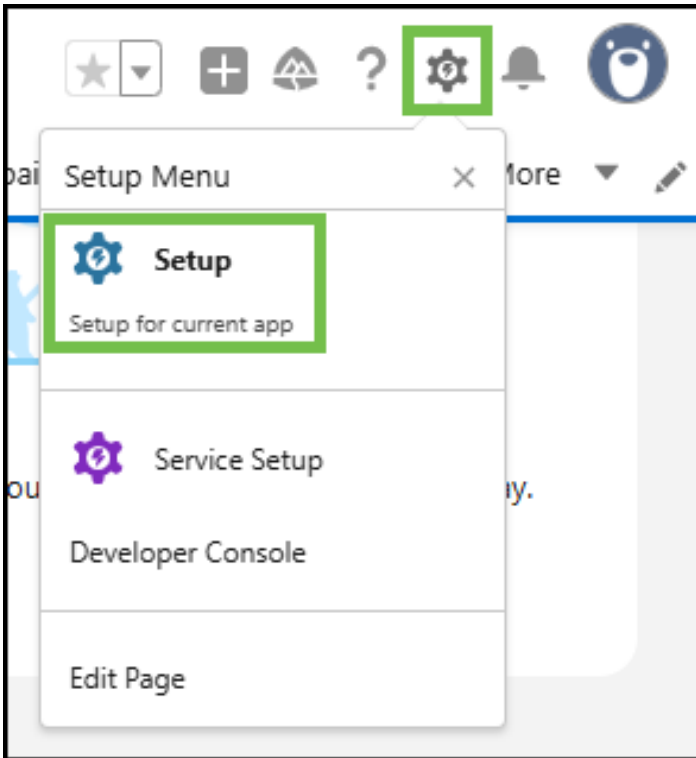 Setup Menu
More
Setup
Setup for current app
Service Setup
Developer Console
Edit Page